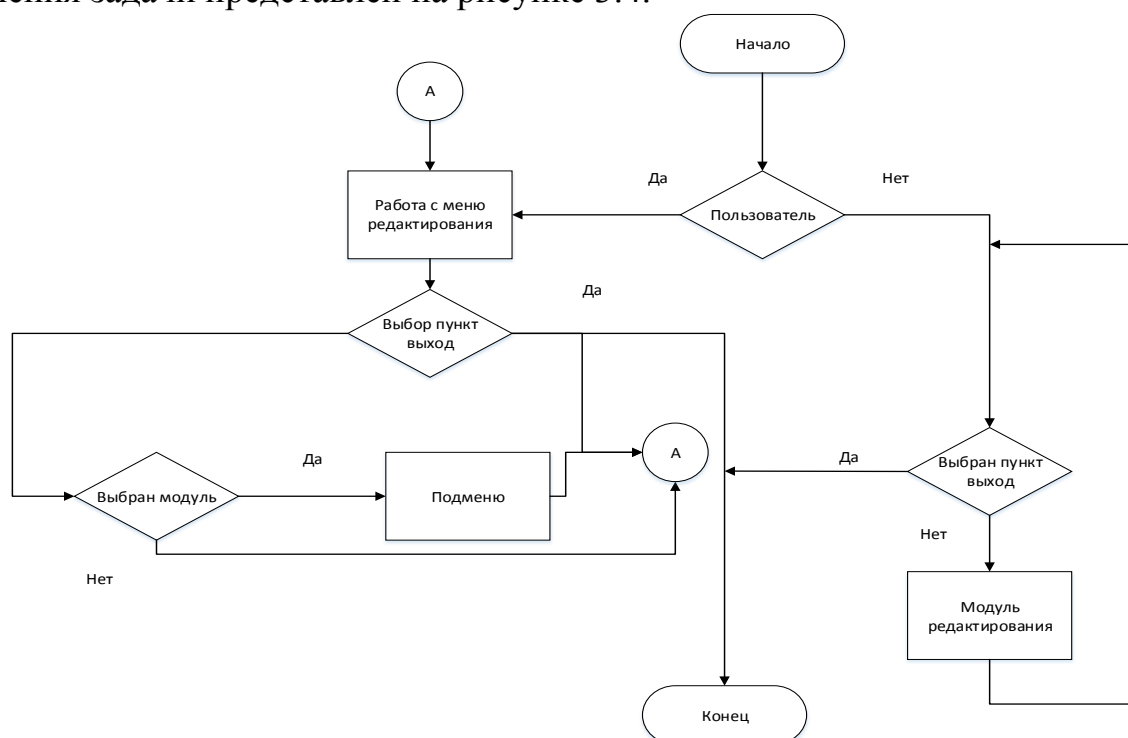 ения задачи представлен на рисунке 3.4.
Начало
А
Да
Нет
Работа с меню
редактирования
Пользователь
Да
Выбор пункт
выход
Да
А
Да
Выбран пункт
выход
Выбран модуль
Подменю
Нет
Нет
Модуль
редактирования
Конец